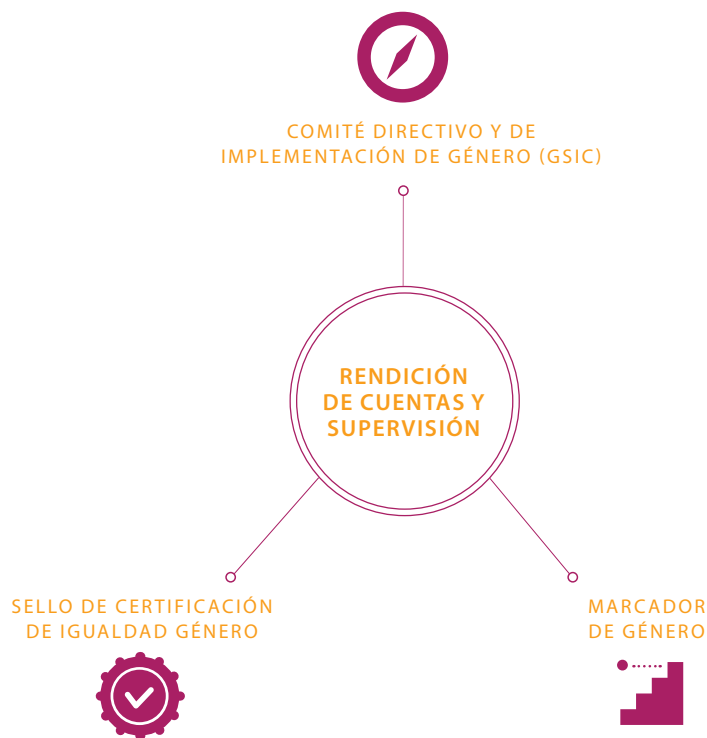 COMITÉ DIRECTIVO Y DE
IMPLEMENTACIÓN DE GÉNERO (GSIC)
RENDICIÓN
DE CUENTAS Y
SUPERVISIÓN
SELLO DE CERTIFICACIÓN
DE IGUALDAD GÉNERO
MARCADOR
DE GÉNERO